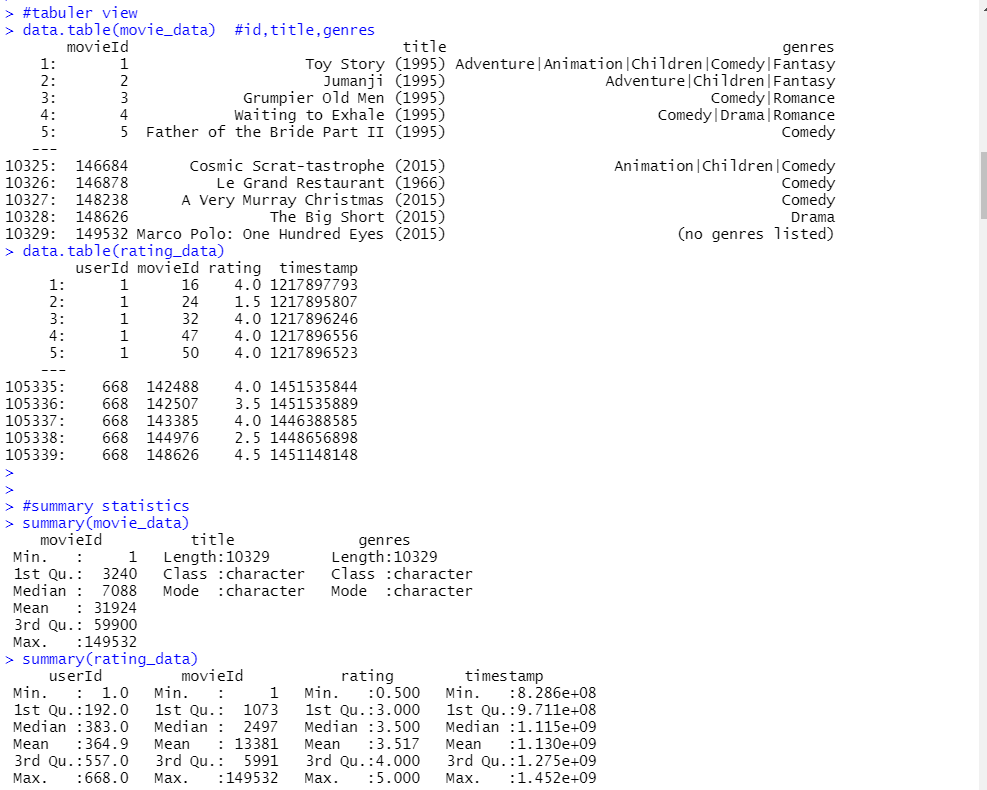 > #tabuler view
> data.table(movie_data)  #id,title,genres
       movieId                               title                                      genres
    1:       1                    Toy Story (1995) Adventure|Animation|Children|Comedy|Fantasy
    2:       2                      Jumanji (1995)                  Adventure|Children|Fantasy
    3:       3             Grumpier Old Men (1995)                              Comedy|Romance
    4:       4            Waiting to Exhale (1995)                        Comedy|Drama|Romance
    5:       5  Father of the Bride Part II (1995)                                      Comedy
   ---
10325:  146684       Cosmic Scrat-tastrophe (2015)                   Animation|Children|Comedy
10326:  146878          Le Grand Restaurant (1966)                                      Comedy
10327:  148238      A Very Murray Christmas (2015)                                      Comedy
10328:  148626                The Big Short (2015)                                       Drama
10329:  149532 Marco Polo: One Hundred Eyes (2015)                          (no genres listed)
> data.table(rating_data)
        userId movieId rating  timestamp
     1:      1      16    4.0 1217897793
     2:      1      24    1.5 1217895807
     3:      1      32    4.0 1217896246
     4:      1      47    4.0 1217896556
     5:      1      50    4.0 1217896523
    ---
105335:    668  142488    4.0 1451535844
105336:    668  142507    3.5 1451535889
105337:    668  143385    4.0 1446388585
105338:    668  144976    2.5 1448656898
105339:    668  148626    4.5 1451148148
>
>
> #summary statistics
> summary(movie_data)
    movieId          title              genres
 Min.   :     1   Length:10329       Length:10329
 1st Qu.:  3240   Class :character   Class :character
 Median :  7088   Mode  :character   Mode  :character
 Mean   : 31924
 3rd Qu.: 59900
 Max.   :149532
> summary(rating_data)
     userId         movieId           rating        timestamp
 Min.   :  1.0   Min.   :     1   Min.   :0.500   Min.   :8.286e+08
 1st Qu.:192.0   1st Qu.:  1073   1st Qu.:3.000   1st Qu.:9.711e+08
 Median :383.0   Median :  2497   Median :3.500   Median :1.115e+09
 Mean   :364.9   Mean   : 13381   Mean   :3.517   Mean   :1.130e+09
 3rd Qu.:557.0   3rd Qu.:  5991   3rd Qu.:4.000   3rd Qu.:1.275e+09
 Max.   :668.0   Max.   :149532   Max.   :5.000   Max.   :1.452e+09